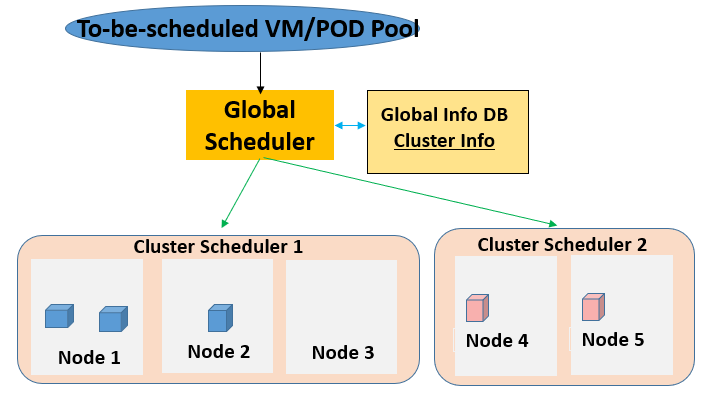 To-be-scheduled VM/POD Pool
Global
Scheduler
Global Info DB
Cluster Info
Cluster Scheduler 1
Cluster Scheduler 2
Node 1
Node 2
Node 3
Node 4
Node 5